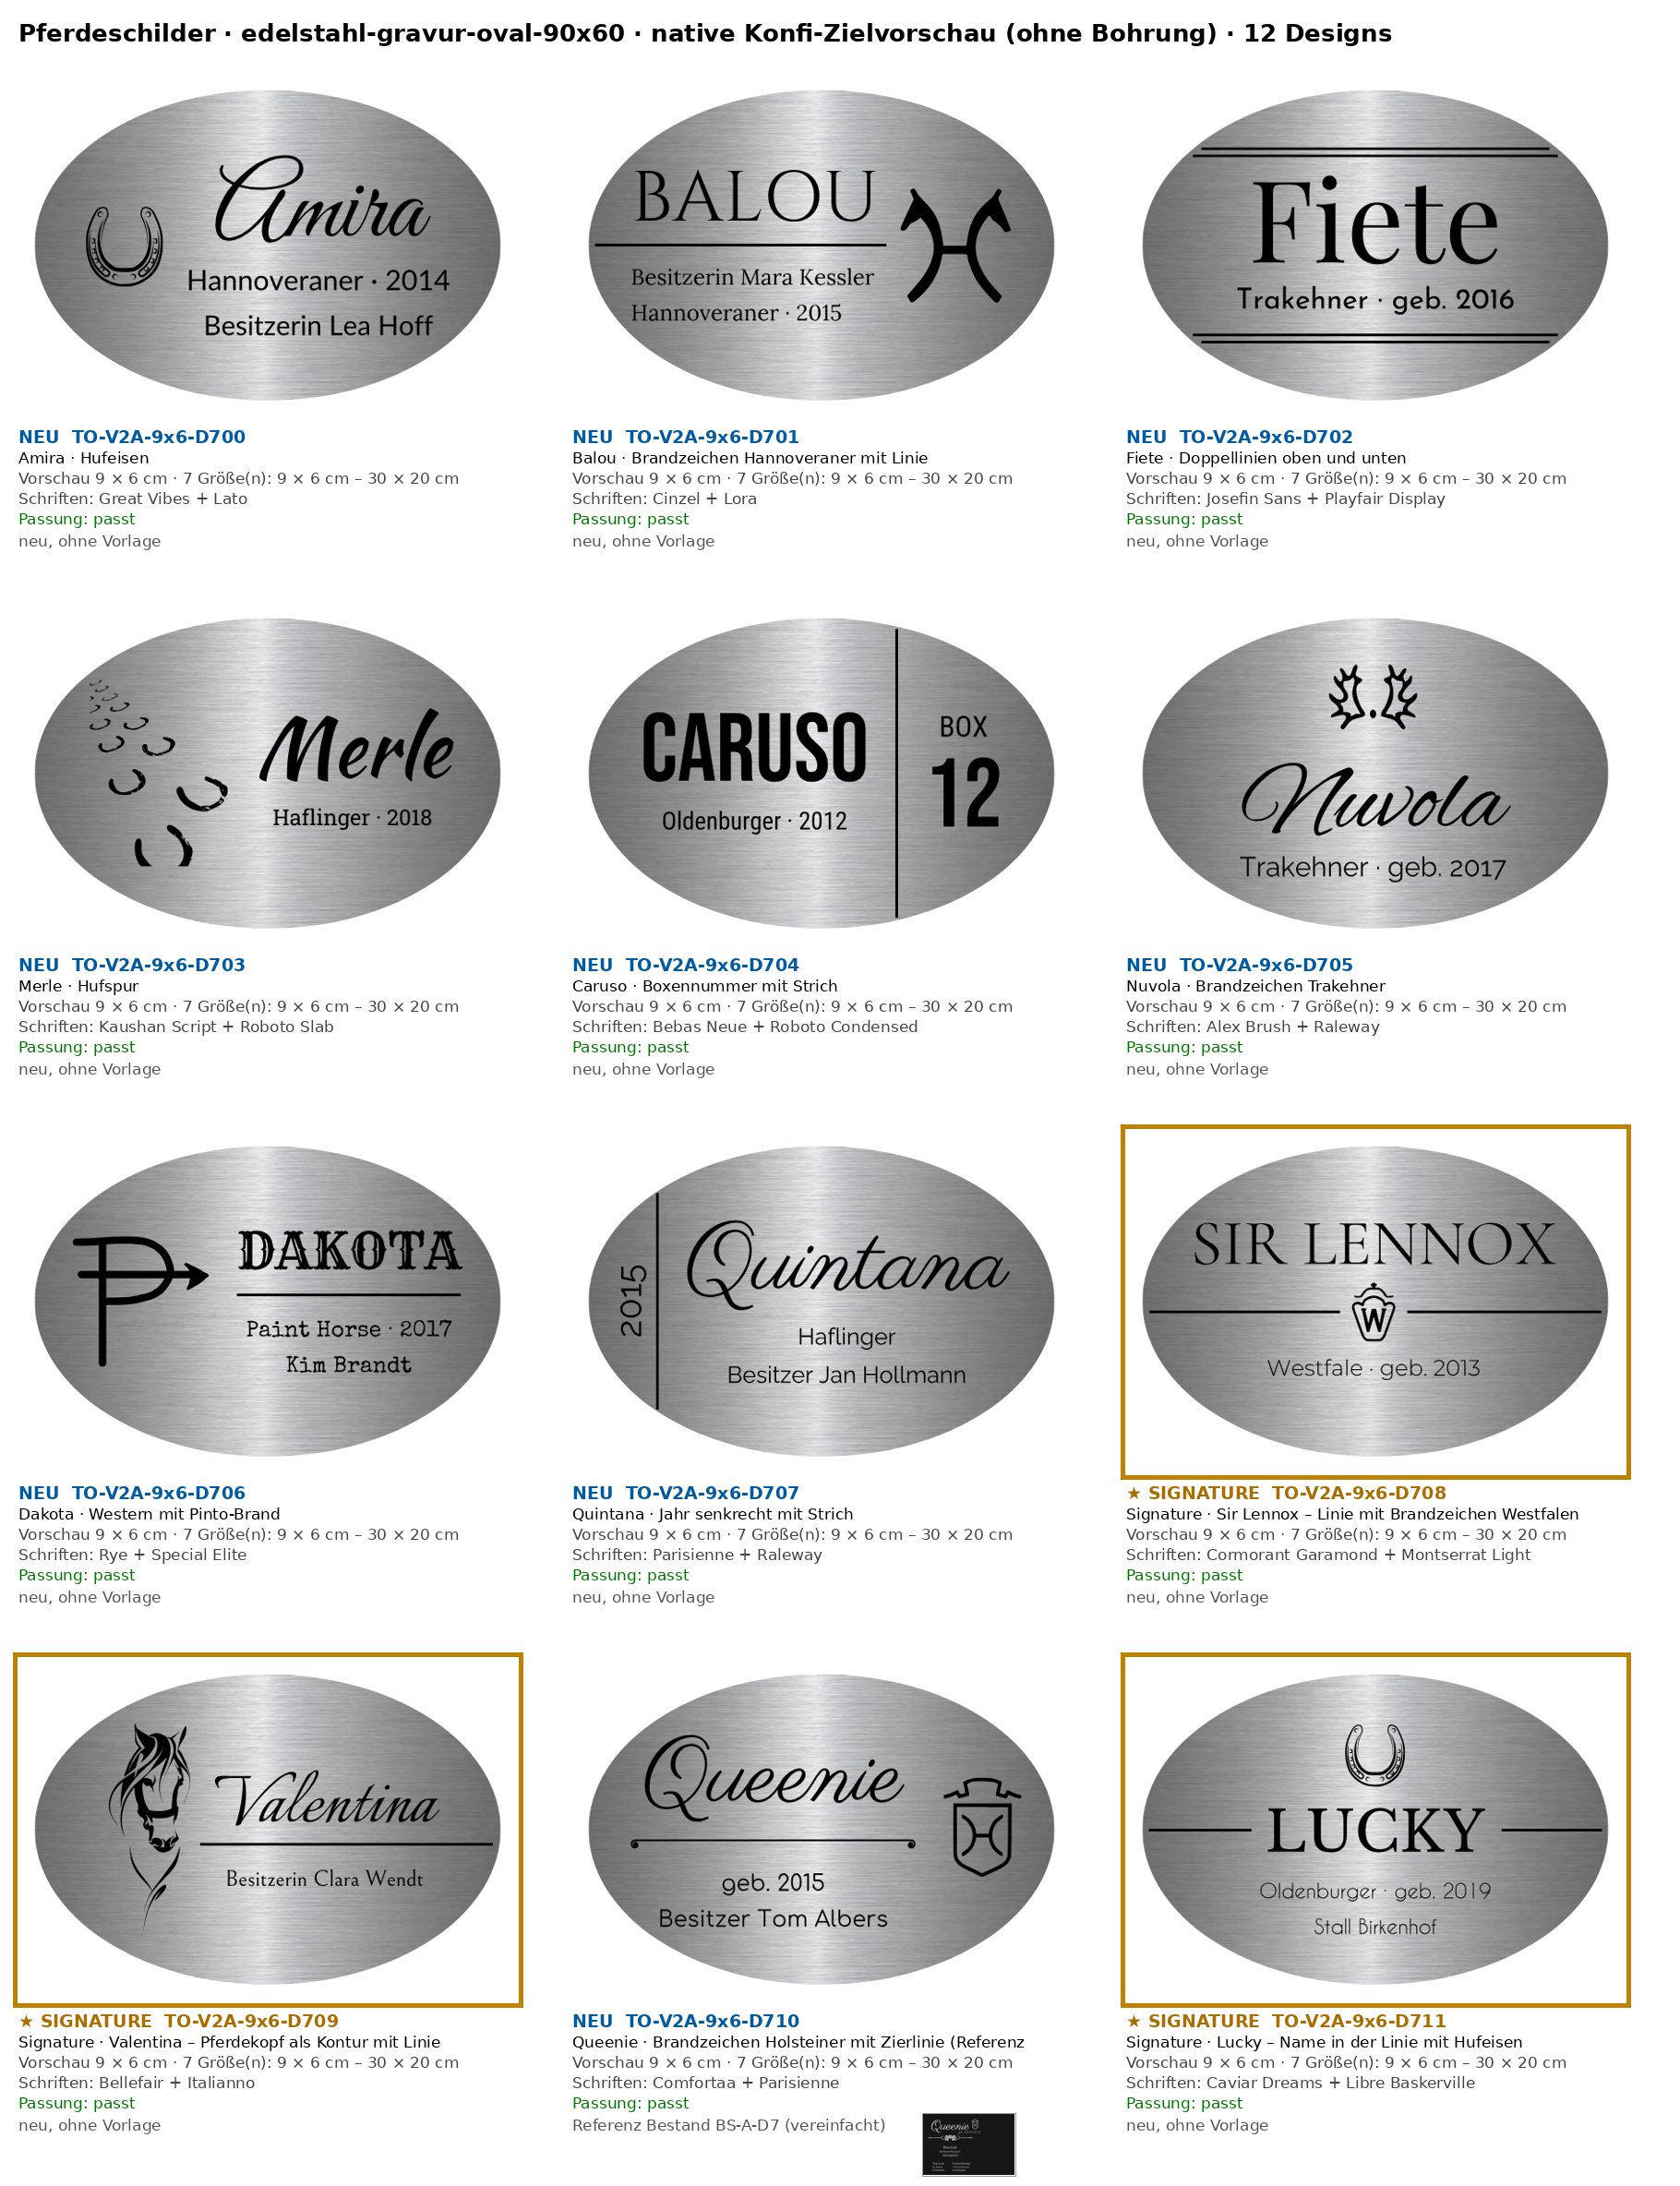 Pferdeschilder · edelstahl-gravur-oval-90x60 · native Konfi-Zielvorschau (ohne Bohrung) · 12 Designs
Amira
Hannoveraner · 2014
Besitzerin Lea Hoff
BALOU
Besitzerin Mara Kessler
Hannoveraner · 2015
Fiete
Trakehner · geb. 2016
NEU TO-V2A-9x6-D700
Amira · Hufeisen
Vorschau 9 × 6 cm · 7 Größe(n): 9 × 6 cm – 30 × 20 cm
Schriften: Great Vibes + Lato
Passung: passt
neu, ohne Vorlage
NEU TO-V2A-9x6-D701
Balou · Brandzeichen Hannoveraner mit Linie
Vorschau 9 × 6 cm · 7 Größe(n): 9 × 6 cm – 30 × 20 cm
Schriften: Cinzel + Lora
Passung: passt
neu, ohne Vorlage
NEU TO-V2A-9x6-D702
Fiete · Doppellinien oben und unten
Vorschau 9 × 6 cm · 7 Größe(n): 9 × 6 cm – 30 × 20 cm
Schriften: Josefin Sans + Playfair Display
Passung: passt
neu, ohne Vorlage
Merle
Haflinger · 2018
CARUSO
Oldenburger · 2012
BOX
12
Nuvola
Trakehner · geb. 2017
NEU TO-V2A-9x6-D703
Merle · Hufspur
Vorschau 9 × 6 cm · 7 Größe(n): 9 × 6 cm – 30 × 20 cm
Schriften: Kaushan Script + Roboto Slab
Passung: passt
neu, ohne Vorlage
NEU TO-V2A-9x6-D704
Caruso · Boxennummer mit Strich
Vorschau 9 × 6 cm · 7 Größe(n): 9 × 6 cm – 30 × 20 cm
Schriften: Bebas Neue + Roboto Condensed
Passung: passt
neu, ohne Vorlage
NEU TO-V2A-9x6-D705
Nuvola · Brandzeichen Trakehner
Vorschau 9 × 6 cm · 7 Größe(n): 9 × 6 cm – 30 × 20 cm
Schriften: Alex Brush + Raleway
Passung: passt
neu, ohne Vorlage
DAKOTA
Paint Horse · 2017
Kim Brandt
2015
Quintana
Haflinger
Besitzer Jan Hollmann
SIR LENNOX
W
Westfale · geb. 2013
NEU TO-V2A-9x6-D706
Dakota · Western mit Pinto-Brand
Vorschau 9 × 6 cm · 7 Größe(n): 9 × 6 cm – 30 × 20 cm
Schriften: Rye + Special Elite
Passung: passt
neu, ohne Vorlage
NEU TO-V2A-9x6-D707
Quintana · Jahr senkrecht mit Strich
Vorschau 9 × 6 cm · 7 Größe(n): 9 × 6 cm – 30 × 20 cm
Schriften: Parisienne + Raleway
Passung: passt
neu, ohne Vorlage
★ SIGNATURE TO-V2A-9x6-D708
Signature · Sir Lennox – Linie mit Brandzeichen Westfalen
Vorschau 9 × 6 cm · 7 Größe(n): 9 × 6 cm – 30 × 20 cm
Schriften: Cormorant Garamond + Montserrat Light
Passung: passt
neu, ohne Vorlage
Valentina
Besitzerin Clara Wendt
Queenie
geb. 2015
Besitzer Tom Albers
LUCKY
Oldenburger · geb. 2019
Stall Birkenhof
★ SIGNATURE TO-V2A-9x6-D709
Signature · Valentina – Pferdekopf als Kontur mit Linie
Vorschau 9 × 6 cm · 7 Größe(n): 9 × 6 cm – 30 × 20 cm
Schriften: Bellefair + Italianno
Passung: passt
neu, ohne Vorlage
NEU TO-V2A-9x6-D710
Queenie · Brandzeichen Holsteiner mit Zierlinie (Referenz
Vorschau 9 × 6 cm · 7 Größe(n): 9 × 6 cm – 30 × 20 cm
Schriften: Comfortaa + Parisienne
Passung: passt
Referenz Bestand BS-A-D7 (vereinfacht)
Queenie
★ SIGNATURE TO-V2A-9x6-D711
Signature · Lucky – Name in der Linie mit Hufeisen
Vorschau 9 × 6 cm · 7 Größe(n): 9 × 6 cm – 30 × 20 cm
Schriften: Caviar Dreams + Libre Baskerville
Passung: passt
neu, ohne Vorlage